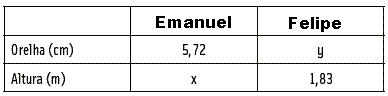 Emanuel Felipe
Orelha (cm) 5,72 y
Altura (m) x 1,83